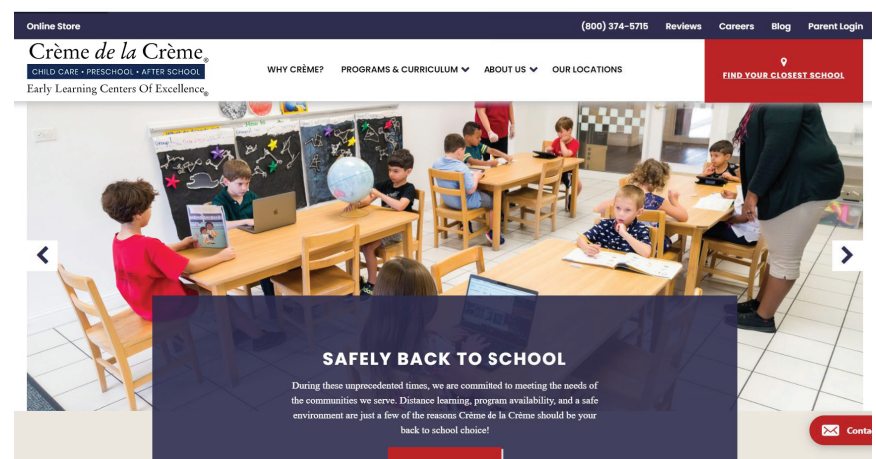 Online Store
(800) 374-5715
Reviews
Careers
Blog
Parent Login
Crème de la Crème®
CHILD CARE • PRESCHOOL • AFTER SCHOOL
Early Learning Centers Of Excellence®
WHY CRÈME?
PROGRAMS & CURRICULUM
ABOUT US
OUR LOCATIONS
FIND YOUR CLOSEST SCHOOL
SAFELY BACK TO SCHOOL
During these unprecedented times, we are committed to meeting the needs of
the communities we serve. Distance learning, program availability, and a safe
environment are just a few of the reasons Crème de la Crème should be your
back to school choice!